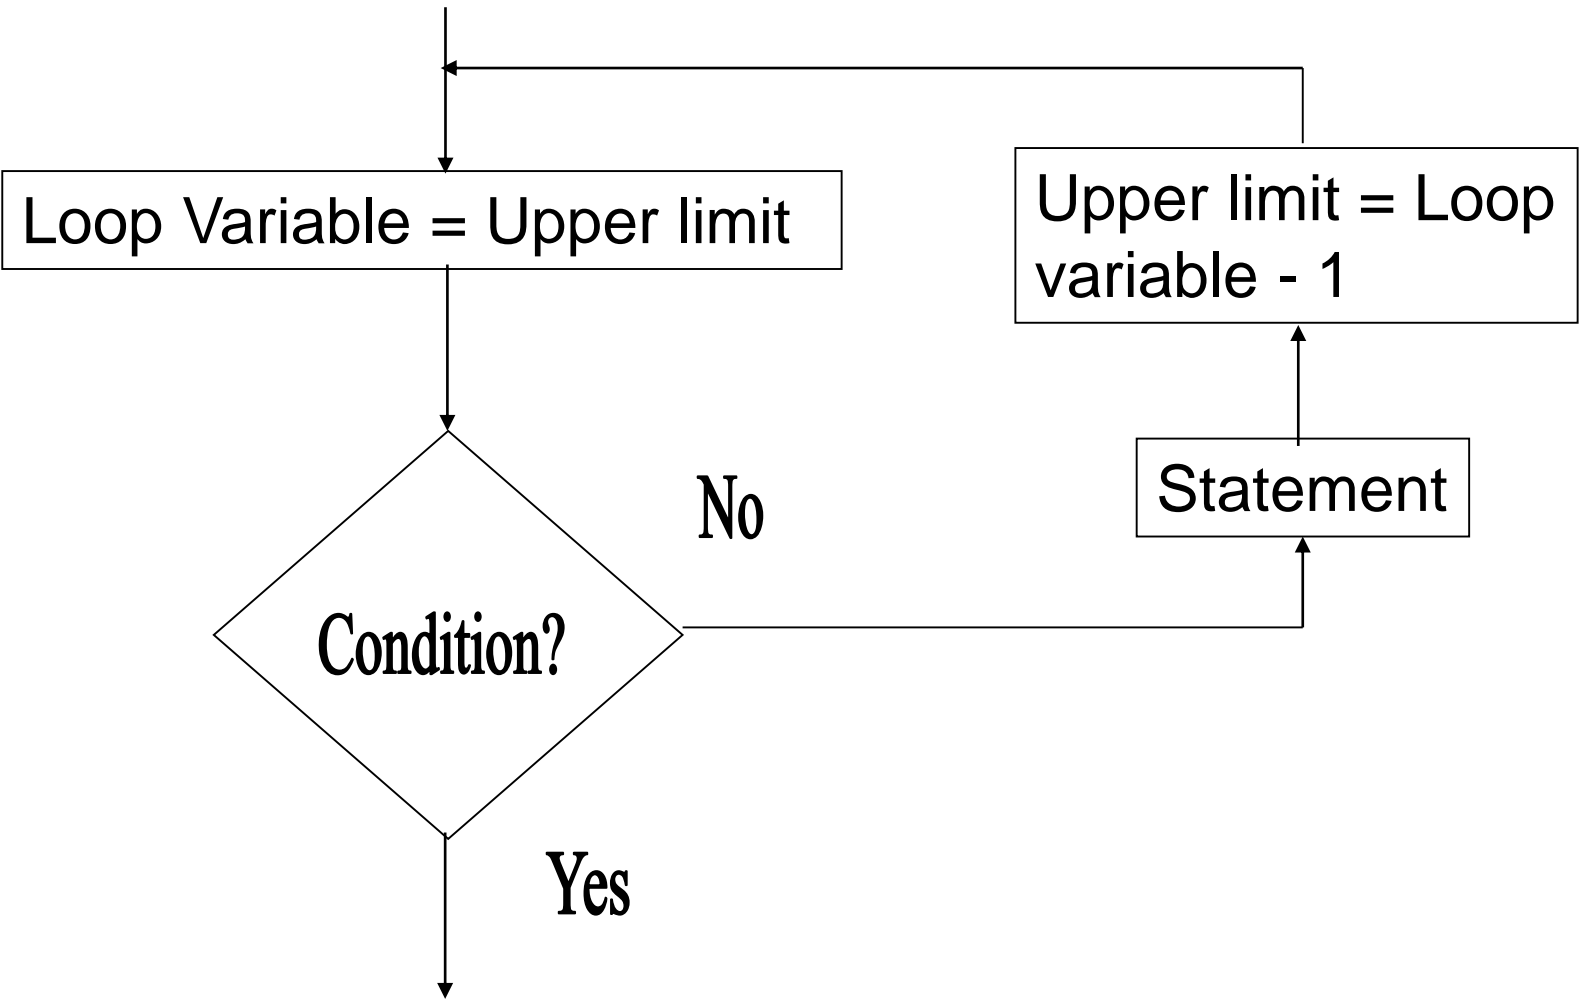 Loop Variable = Upper limit
Upper limit = Loop
variable - 1
Statement
No
Condition?
Yes